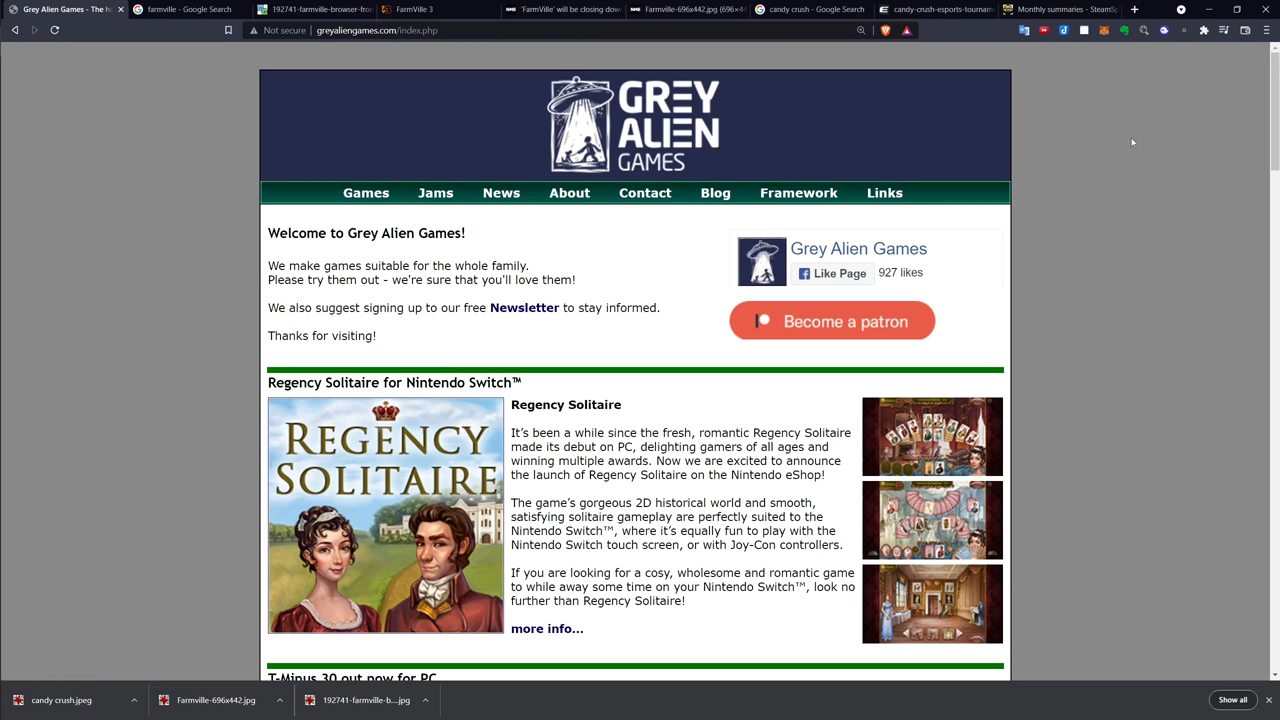 Grey Alien Games - The ho
farmville - Google Search
192741-farmville-browser-fron
FarmVille 3
'FarmVille' will be closing dow
Farmville-696x442.jpg (696×44
candy crush - Google Search
candy-crush-esports-tournam
Monthly summaries - SteamSp
Not secure | greyaliengames.com/index.php
GREY
ALIEN
GAMES
Games Jams News About Contact Blog Framework Links
Welcome to Grey Alien Games!
We make games suitable for the whole family.
Please try them out - we're sure that you'll love them!
We also suggest signing up to our free Newsletter to stay informed.
Thanks for visiting!
Grey Alien Games
Like Page 927 likes
Become a patron
Regency Solitaire for Nintendo Switch™
REGENCY
SOLITAIRE
Regency Solitaire
It's been a while since the fresh, romantic Regency Solitaire
made its debut on PC, delighting gamers of all ages and
winning multiple awards. Now we are excited to announce
the launch of Regency Solitaire on the Nintendo eShop!
The game's gorgeous 2D historical world and smooth,
satisfying solitaire gameplay are perfectly suited to the
Nintendo Switch™, where it's equally fun to play with the
Nintendo Switch touch screen, or with Joy-Con controllers.
If you are looking for a cosy, wholesome and romantic game
to while away some time on your Nintendo Switch™, look no
further than Regency Solitaire!
more info...
T-Minus 30 out now for PC
candy crush.jpeg
Farmville-696x442.jpg
192741-farmville-b....jpg
Show all